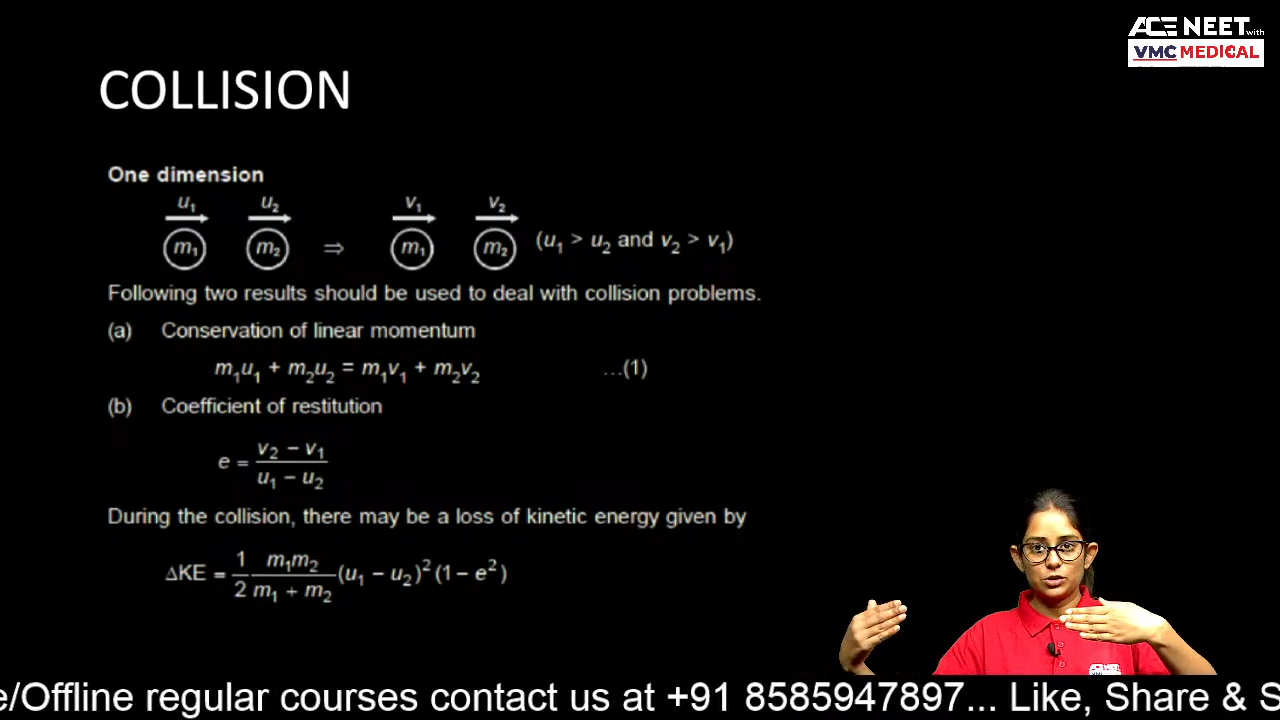 ACE NEET with
VMC MEDICAL
COLLISION
One dimension
u₁ u₂ v₁ v₂
m₁ m₂ ⇒ m₁ m₂ (u₁ > u₂ and v₂ > v₁)
Following two results should be used to deal with collision problems.
(a) Conservation of linear momentum
m₁u₁ + m₂u₂ = m₁v₁ + m₂v₂ ...(1)
(b) Coefficient of restitution
e = (v₂ − v₁)/(u₁ − u₂)
During the collision, there may be a loss of kinetic energy given by
ΔKE = 1/2 m₁m₂/(m₁ + m₂) (u₁ − u₂)² (1 − e²)
e/Offline regular courses contact us at +91 8585947897... Like, Share & S